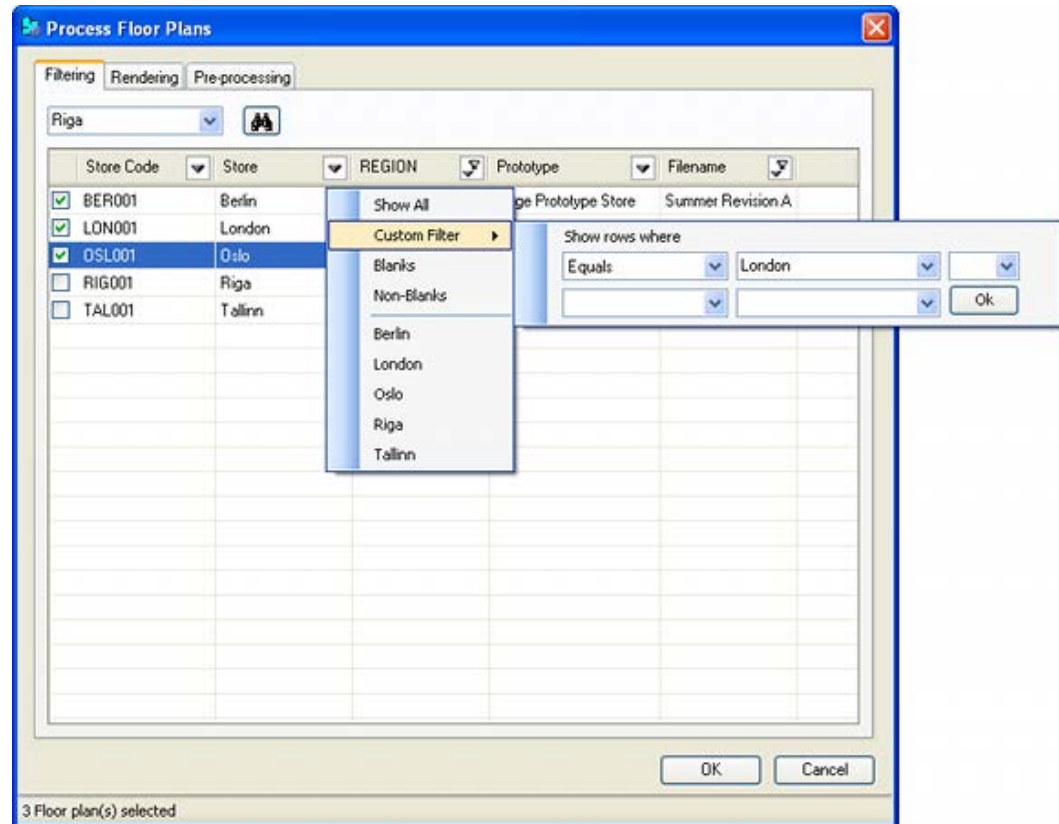 Process Floor Plans
Filtering Rendering Pre-processing
Riga
Store Code Store REGION Prototype Filename
BER001 Berlin Show All ge Prototype Store Summer Revision A
LON001 London Custom Filter Show rows where
OSL001 Oslo Blanks Equals London
RIG001 Riga Non-Blanks Ok
TAL001 Tallinn Berlin
London
Oslo
Riga
Tallinn
OK Cancel
3 Floor plan(s) selected